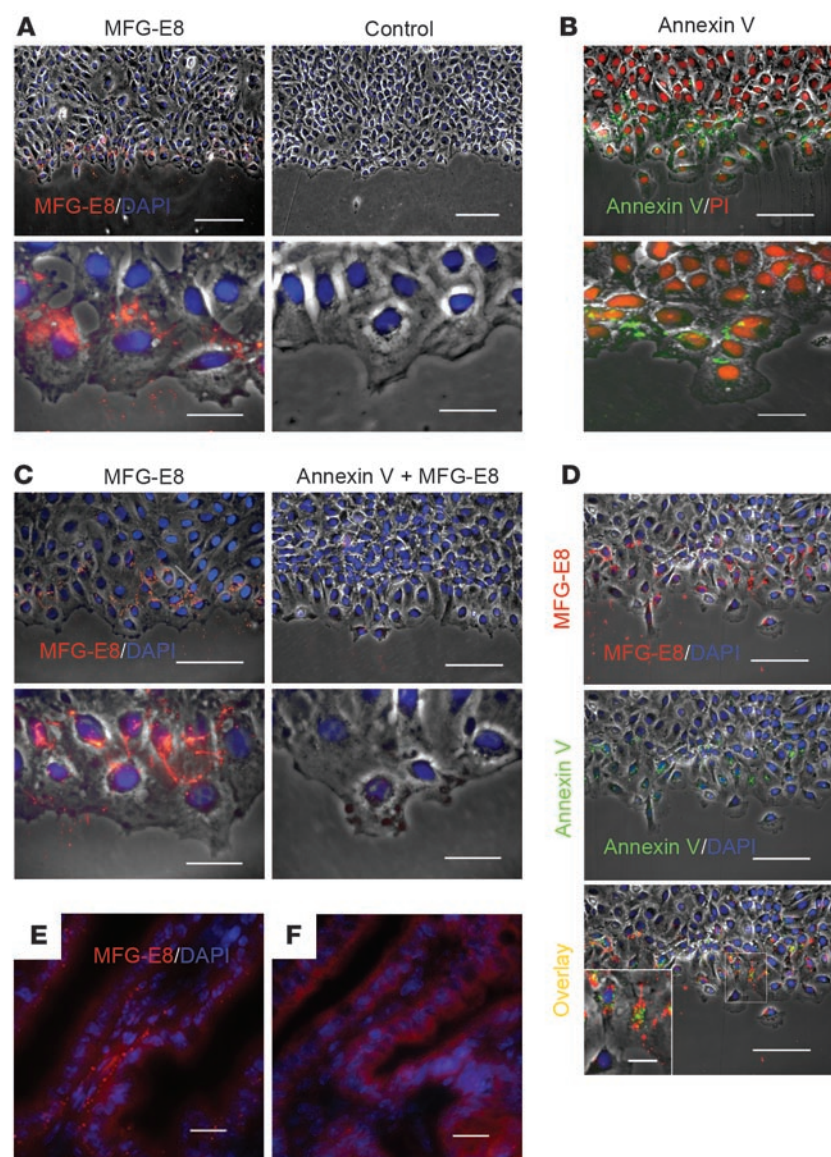 A
MFG-E8
Control
MFG-E8/DAPI
B
Annexin V
Annexin V/PI
C
MFG-E8
Annexin V + MFG-E8
MFG-E8/DAPI
D
MFG-E8
MFG-E8/DAPI
Annexin V
Annexin V/DAPI
Overlay
E
MFG-E8/DAPI
F